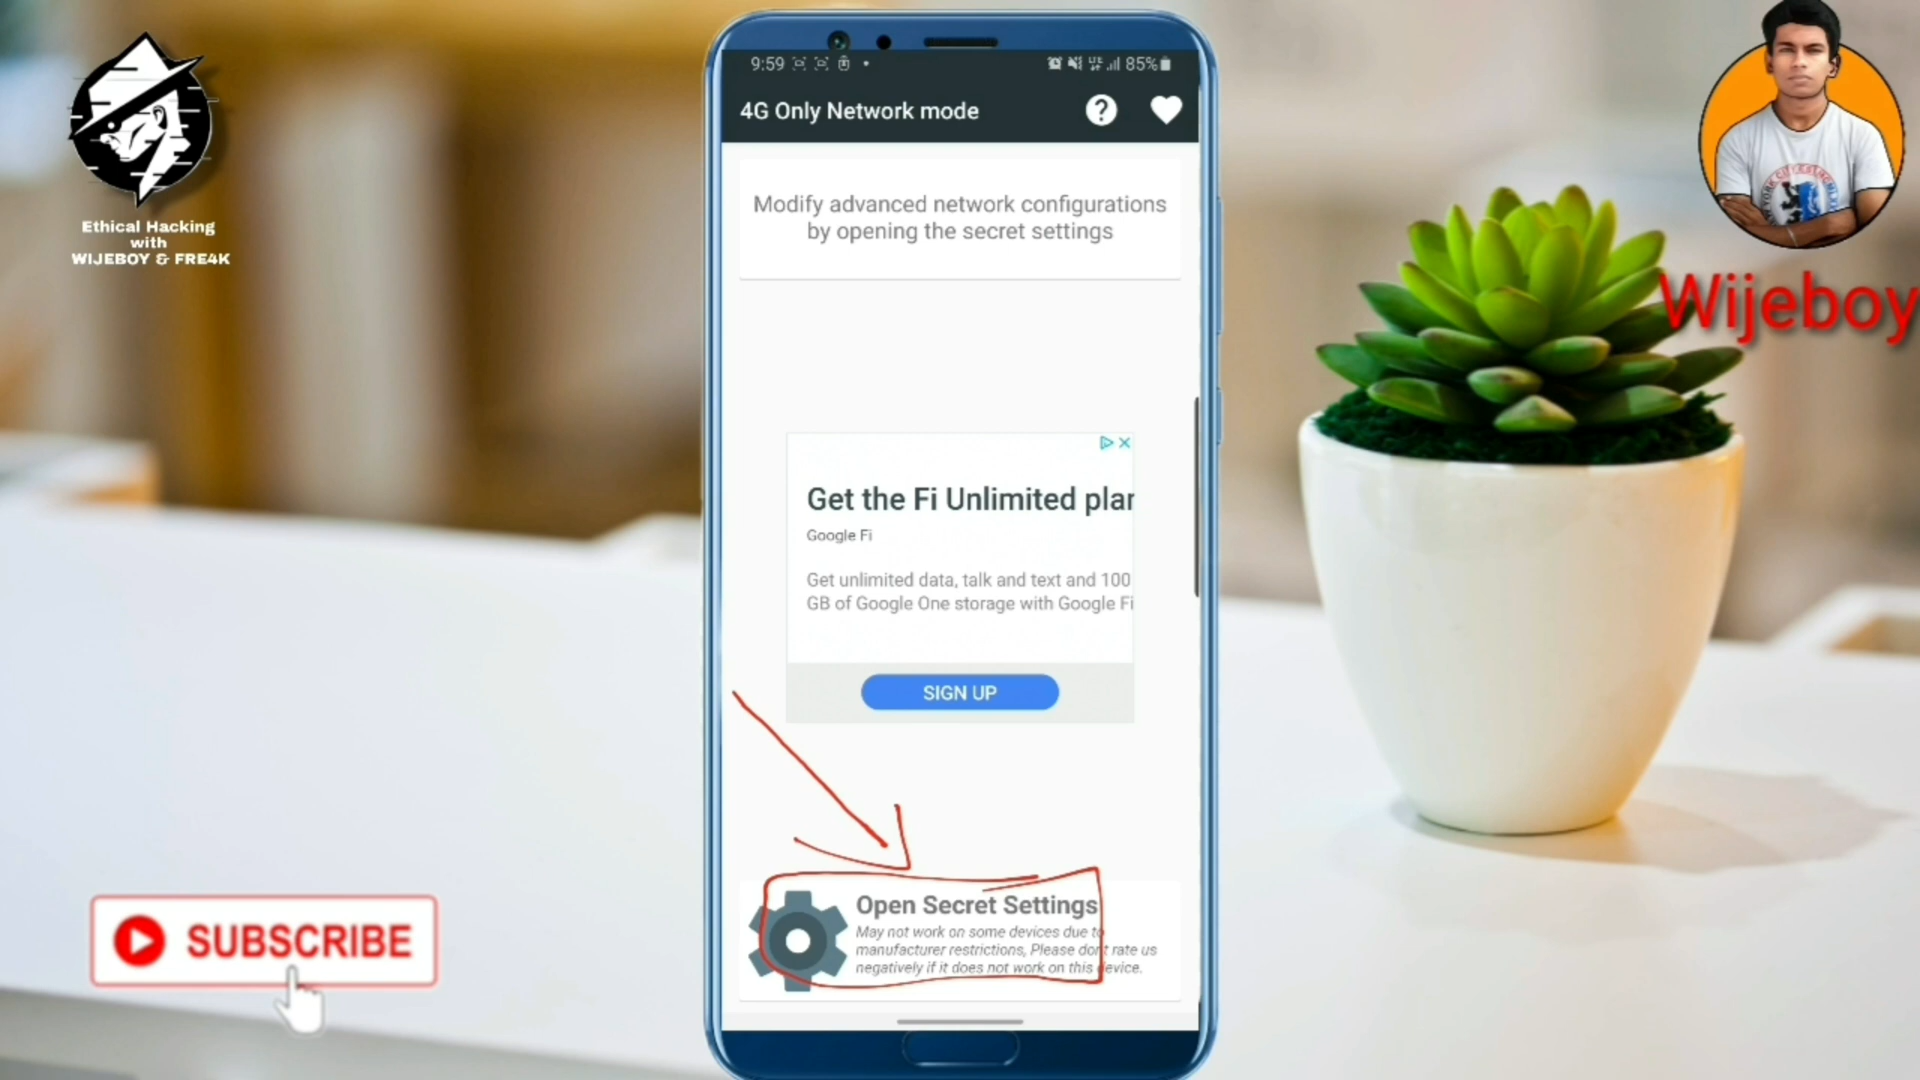 Ethical Hacking
with
WIJEBOY & FRE4K
9:59
85%
4G Only Network mode
?
Modify advanced network configurations
by opening the secret settings
Get the Fi Unlimited plan
Google Fi
Get unlimited data, talk and text and 100
GB of Google One storage with Google Fi
SIGN UP
Open Secret Settings
May not work on some devices due to
manufacturer restrictions, Please dont rate us
negatively if it does not work on this device.
SUBSCRIBE
Wijeboy